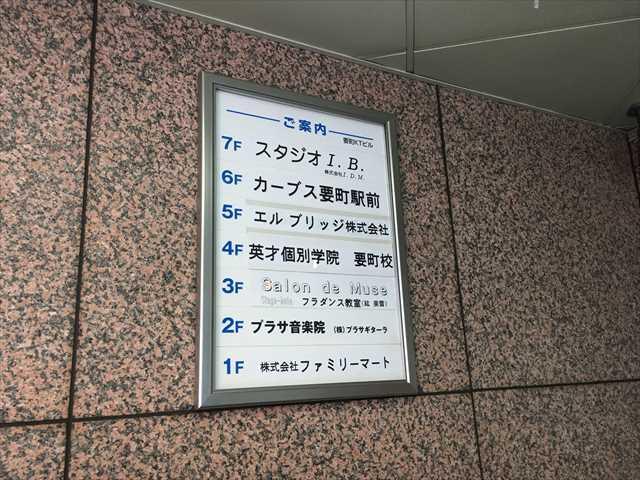 ご案内
要町KTビル
7F スタジオ I.B.
株式会社 I.D.M.
6F カーブス要町駅前
5F エル ブリッジ株式会社
4F 英才個別学院 要町校
3F Salon de Muse
フラダンス教室
2F プラサ音楽院 (株)プラサギターラ
1F 株式会社ファミリーマート